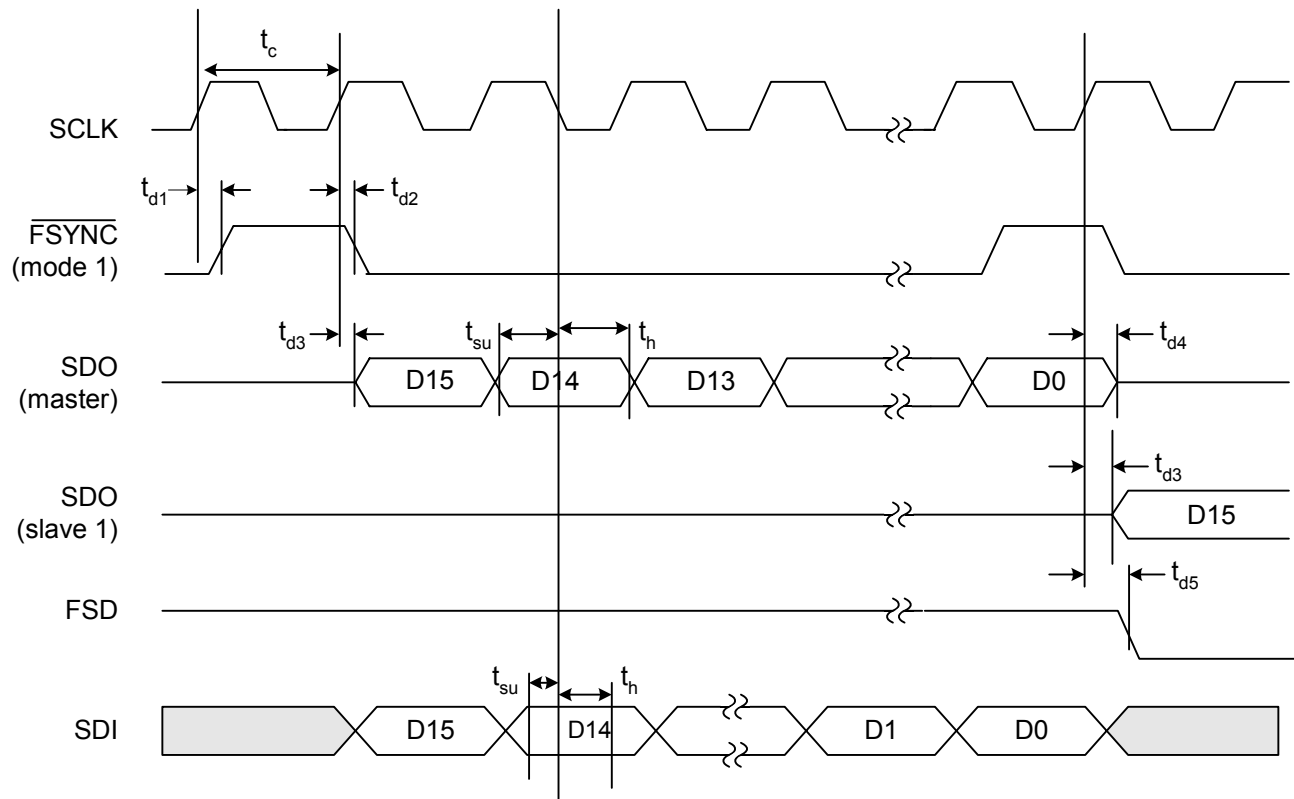 t_c
SCLK
t_d1 t_d2
FSYNC
(mode 1)
t_d3 t_su t_h t_d4
SDO
(master)
D15 D14 D13 D0
t_d3
SDO
(slave 1)
D15
t_d5
FSD
t_su t_h
SDI
D15 D14 D1 D0